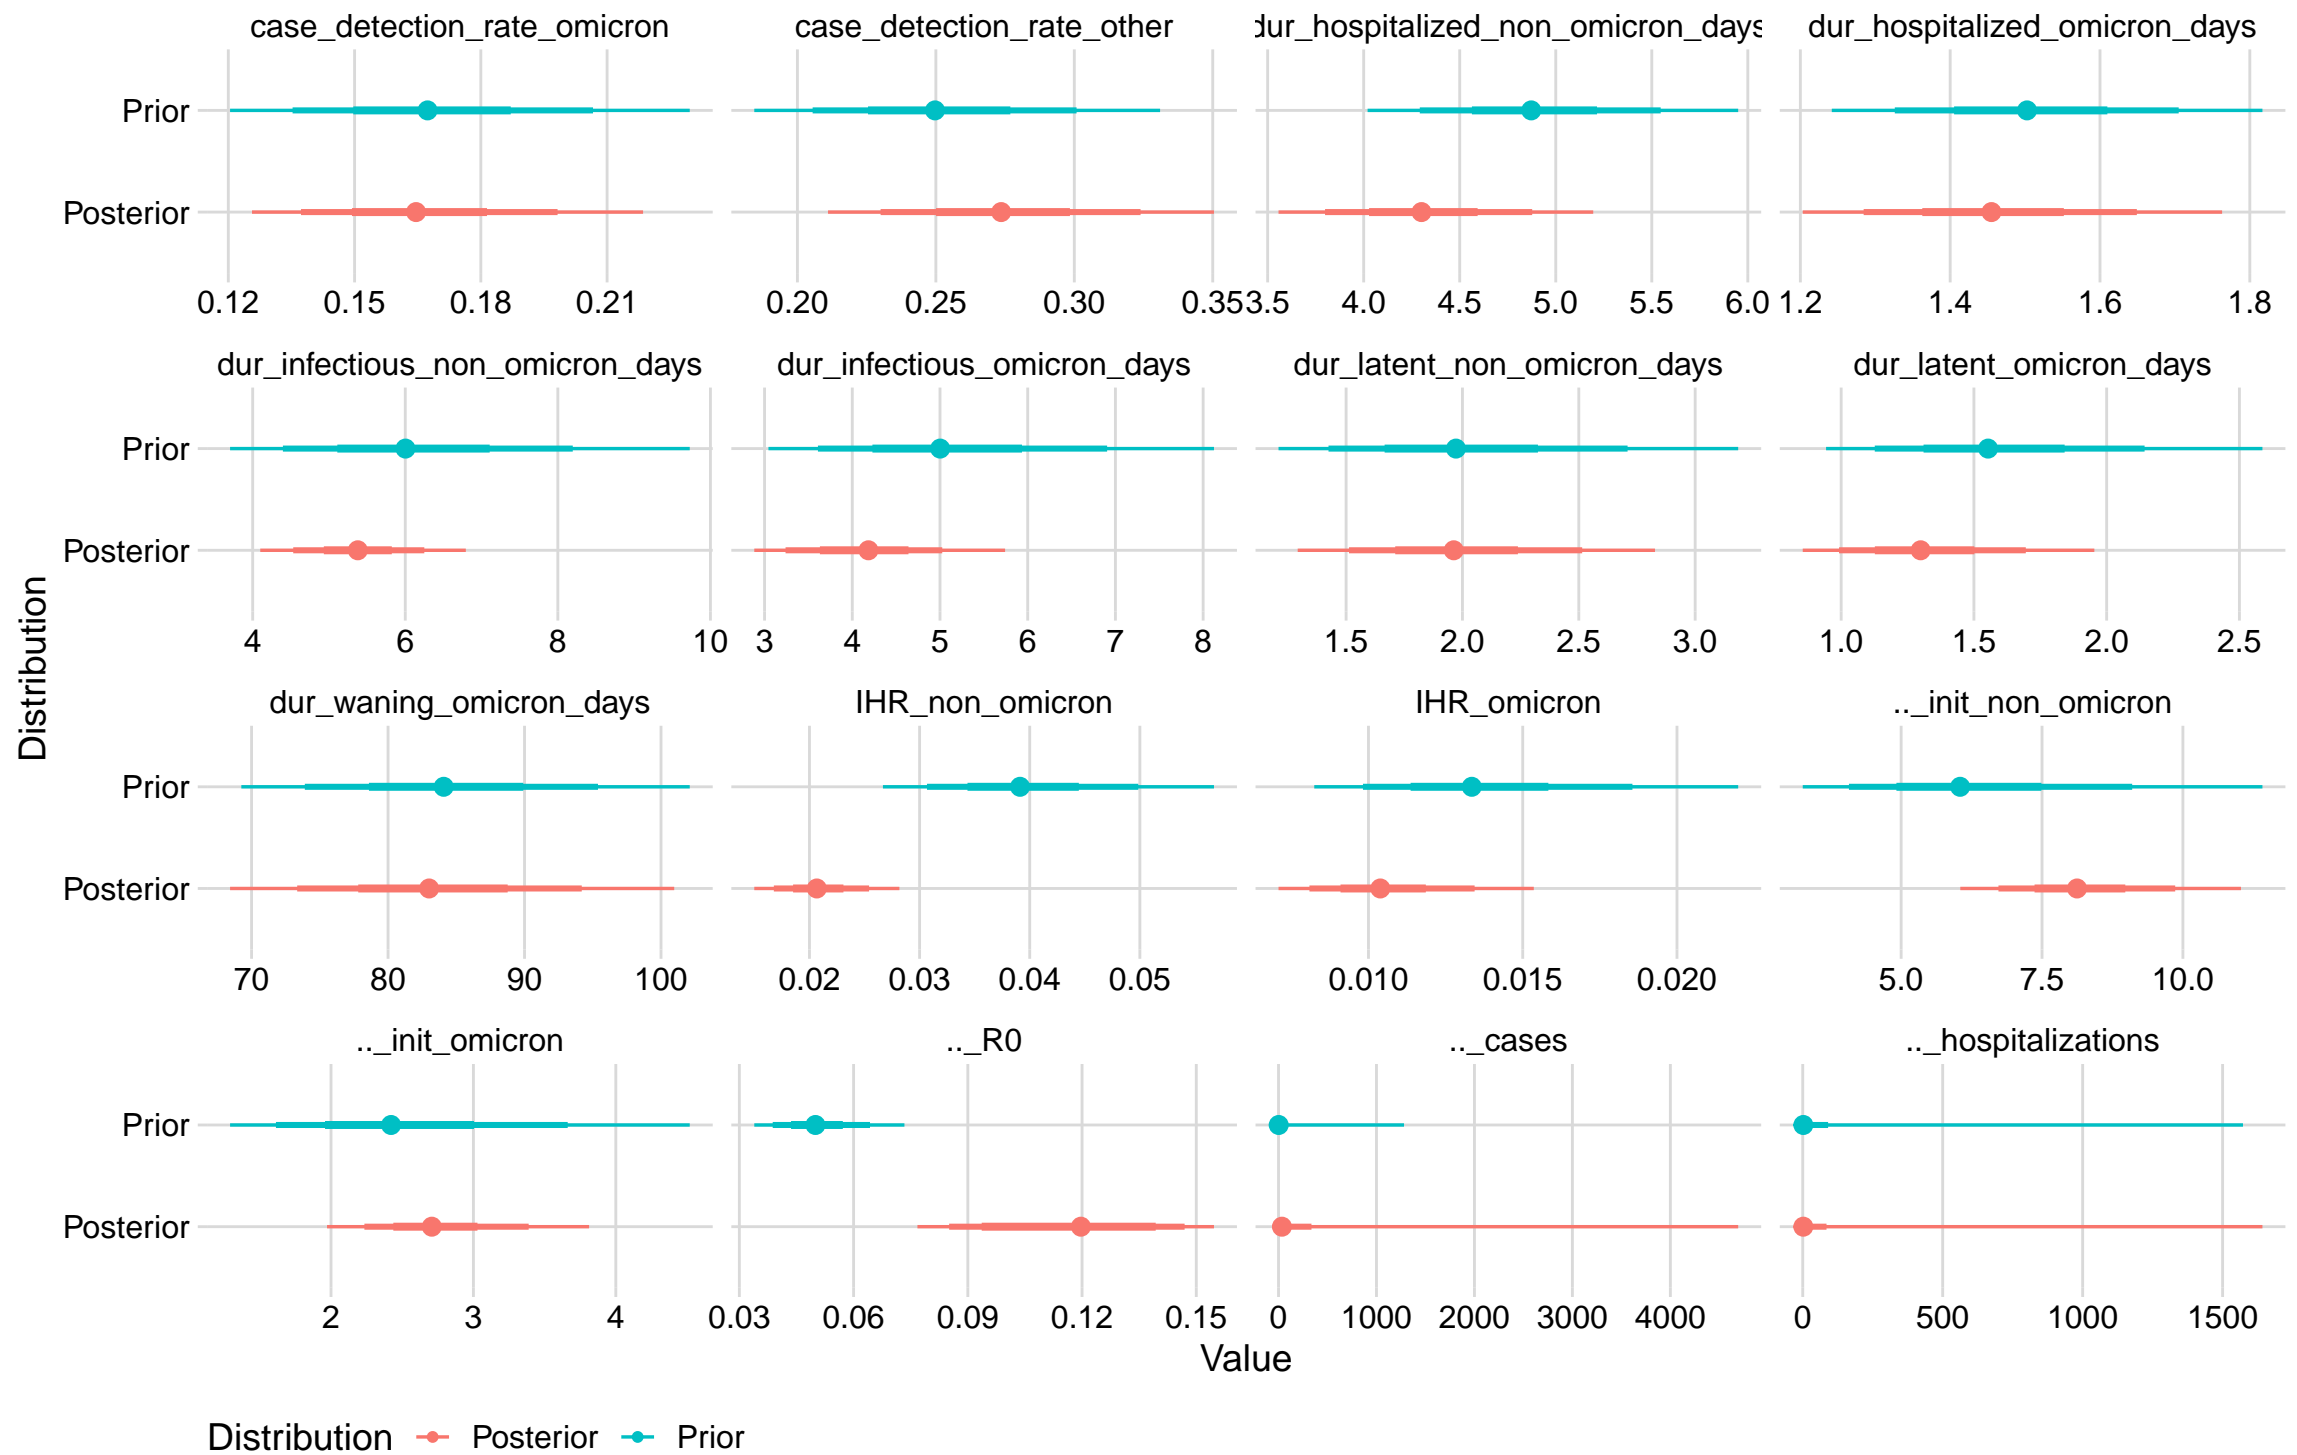 case_detection_rate_omicron case_detection_rate_other dur_hospitalized_non_omicron_days dur_hospitalized_omicron_days
Prior
Posterior
0.12 0.15 0.18 0.21 0.20 0.25 0.30 0.35 3.5 4.0 4.5 5.0 5.5 6.0 1.2 1.4 1.6 1.8
dur_infectious_non_omicron_days dur_infectious_omicron_days dur_latent_non_omicron_days dur_latent_omicron_days
Prior
Posterior
4 6 8 10 3 4 5 6 7 8 1.5 2.0 2.5 3.0 1.0 1.5 2.0 2.5
Distribution
dur_waning_omicron_days IHR_non_omicron IHR_omicron .._init_non_omicron
Prior
Posterior
70 80 90 100 0.02 0.03 0.04 0.05 0.010 0.015 0.020 5.0 7.5 10.0
.._init_omicron .._R0 .._cases .._hospitalizations
Prior
Posterior
2 3 4 0.03 0.06 0.09 0.12 0.15 0 1000 2000 3000 4000 0 500 1000 1500
Value
Distribution Posterior Prior